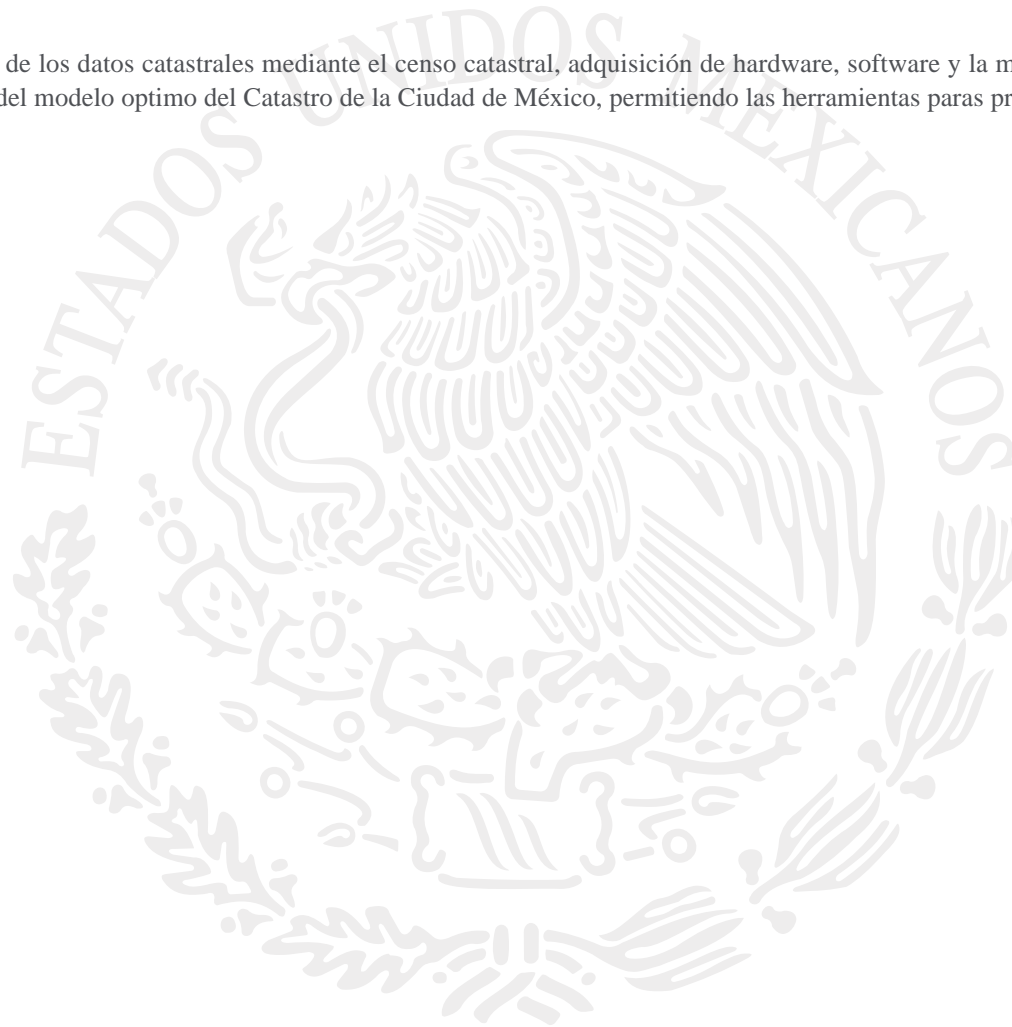 de los datos catastrales mediante el censo catastral, adquisición de hardware, software y la m
del modelo optimo del Catastro de la Ciudad de México, permitiendo las herramientas paras pr
ESTADOS UNIDOS MEXICANOS